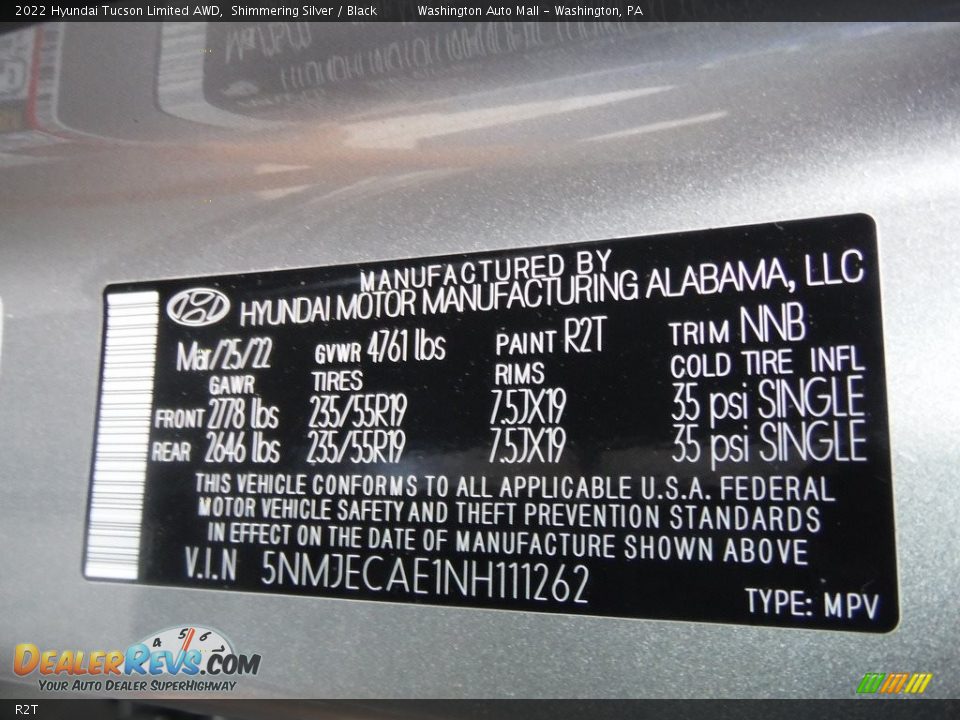 2022 Hyundai Tucson Limited AWD, Shimmering Silver / Black Washington Auto Mall - Washington, PA
MANUFACTURED BY
HYUNDAI MOTOR MANUFACTURING ALABAMA, LLC
Mar/25/22 GVWR 4761 lbs PAINT R2T TRIM NNB
GAWR TIRES RIMS COLD TIRE INFL
FRONT 2778 lbs 235/55R19 7.5JX19 35 psi SINGLE
REAR 2646 lbs 235/55R19 7.5JX19 35 psi SINGLE
THIS VEHICLE CONFORMS TO ALL APPLICABLE U.S.A. FEDERAL
MOTOR VEHICLE SAFETY AND THEFT PREVENTION STANDARDS
IN EFFECT ON THE DATE OF MANUFACTURE SHOWN ABOVE
V.I.N 5NMJECAE1NH111262
TYPE: MPV
4 5 6
DEALERREVS.COM
YOUR AUTO DEALER SUPERHIGHWAY
R2T